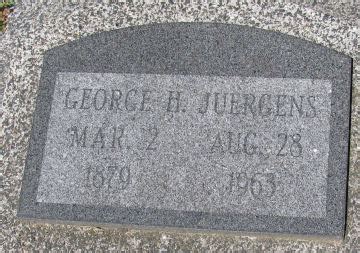 GEORGE H. JUERGENS
MAR. 2 AUG. 28
1879 1963